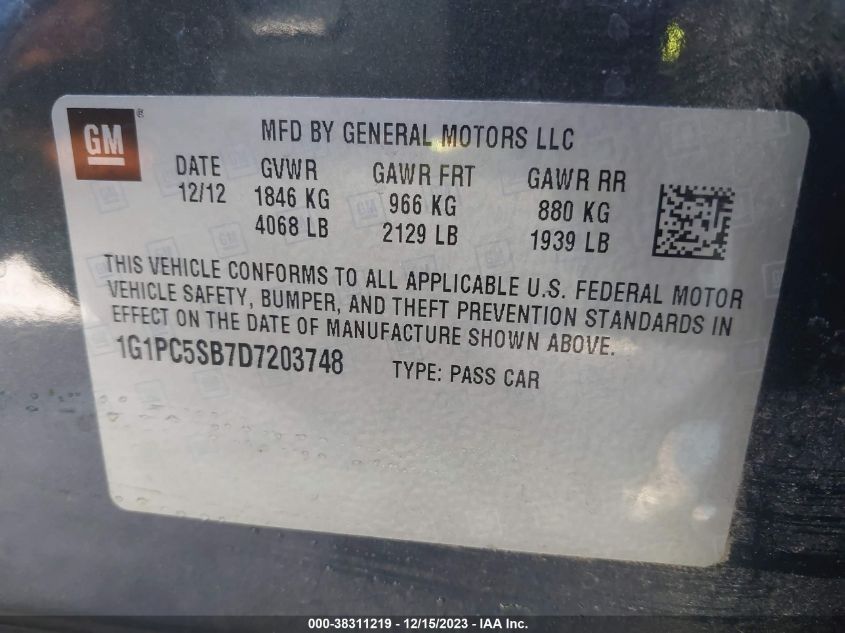 GM ®
MFD BY GENERAL MOTORS LLC
DATE GVWR GAWR FRT GAWR RR
12/12 1846 KG 966 KG 880 KG
4068 LB 2129 LB 1939 LB
THIS VEHICLE CONFORMS TO ALL APPLICABLE U.S. FEDERAL MOTOR
VEHICLE SAFETY, BUMPER, AND THEFT PREVENTION STANDARDS IN
EFFECT ON THE DATE OF MANUFACTURE SHOWN ABOVE.
1G1PC5SB7D7203748 TYPE: PASS CAR
000-38311219 - 12/15/2023 - IAAI.com